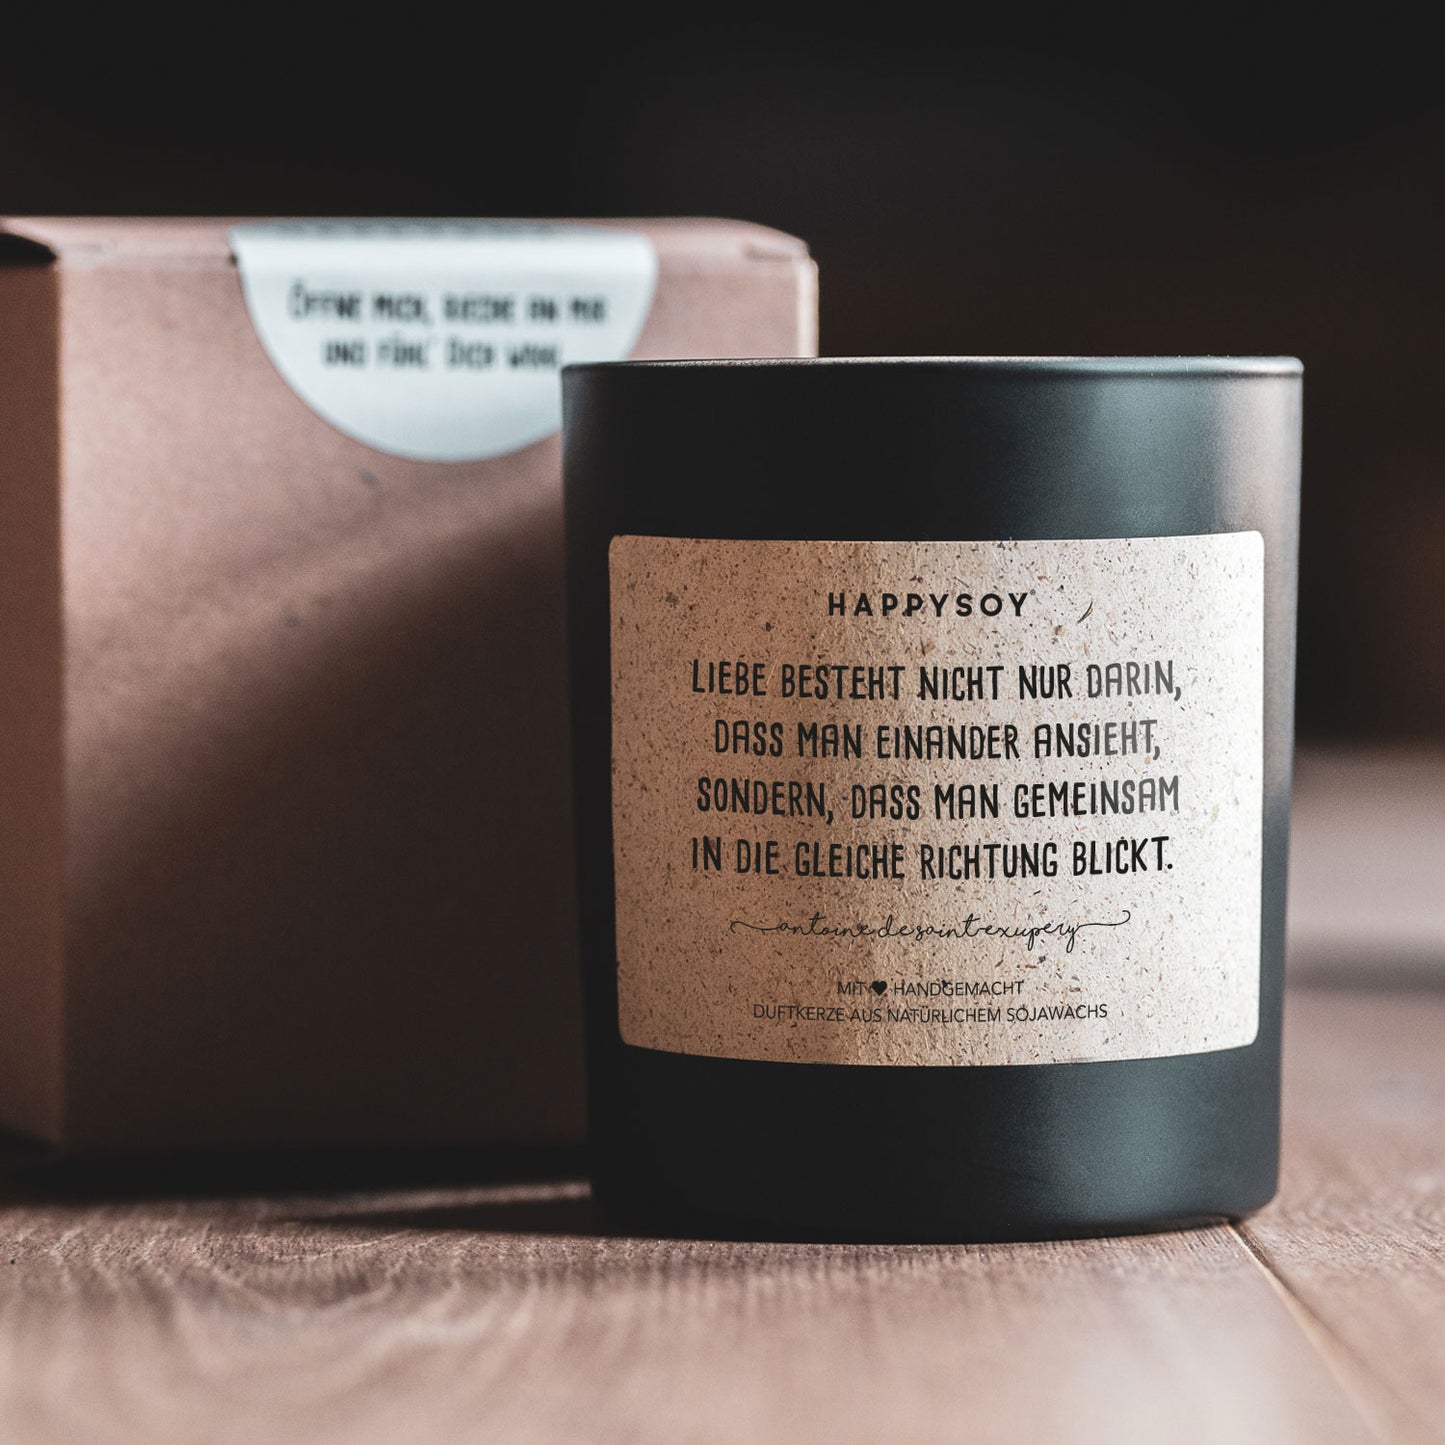 ÖFFNE MICH, RIECHE AN MIR
UND FÜHL' DICH WOHL...
HAPPYSOY
LIEBE BESTEHT NICHT NUR DARIN,
DASS MAN EINANDER ANSIEHT,
SONDERN, DASS MAN GEMEINSAM
IN DIE GLEICHE RICHTUNG BLICKT.
antoine de saint exupery
MIT ♥ HANDGEMACHT
DUFTKERZE AUS NATÜRLICHEM SOJAWACHS